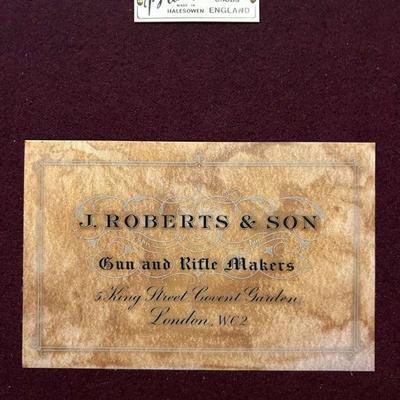 MADE IN
HALESOWEN ENGLAND
J. ROBERTS & SON
Gun and Rifle Makers
5 King Street Covent Garden
London, WC2